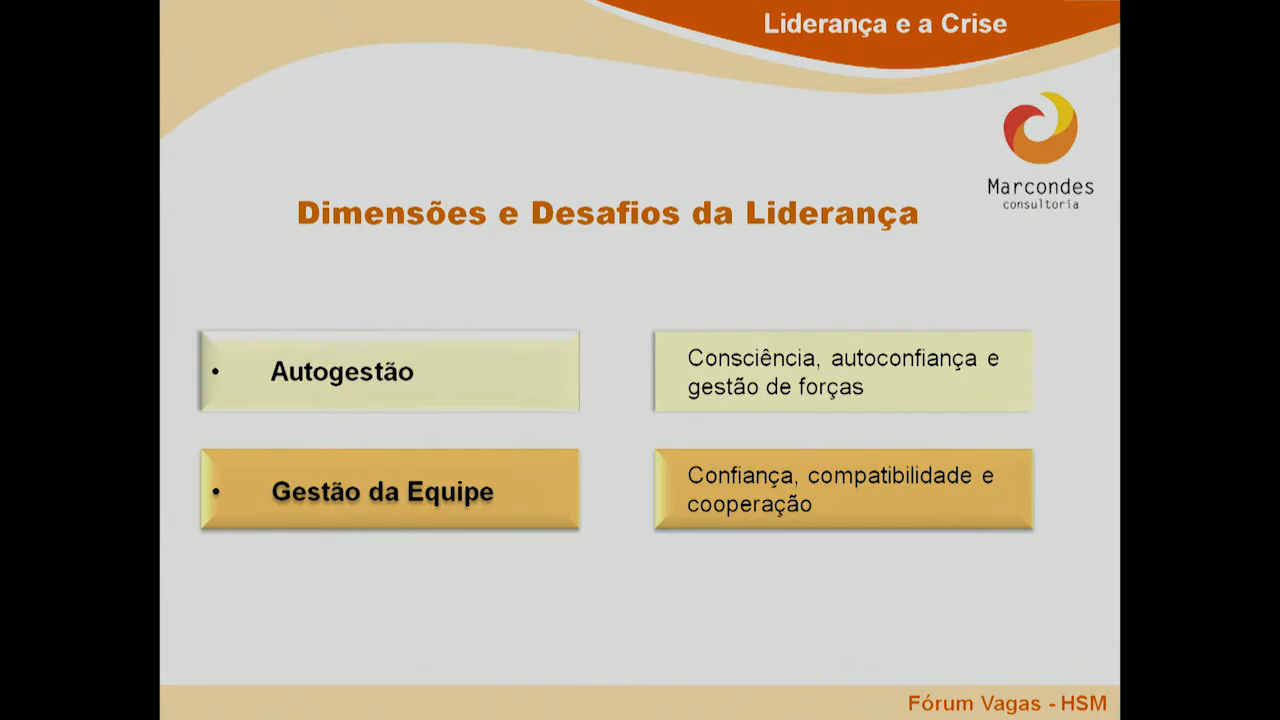 Liderança e a Crise
Marcondes
consultoria
Dimensões e Desafios da Liderança
• Autogestão
Consciência, autoconfiança e
gestão de forças
• Gestão da Equipe
Confiança, compatibilidade e
cooperação
Fórum Vagas - HSM